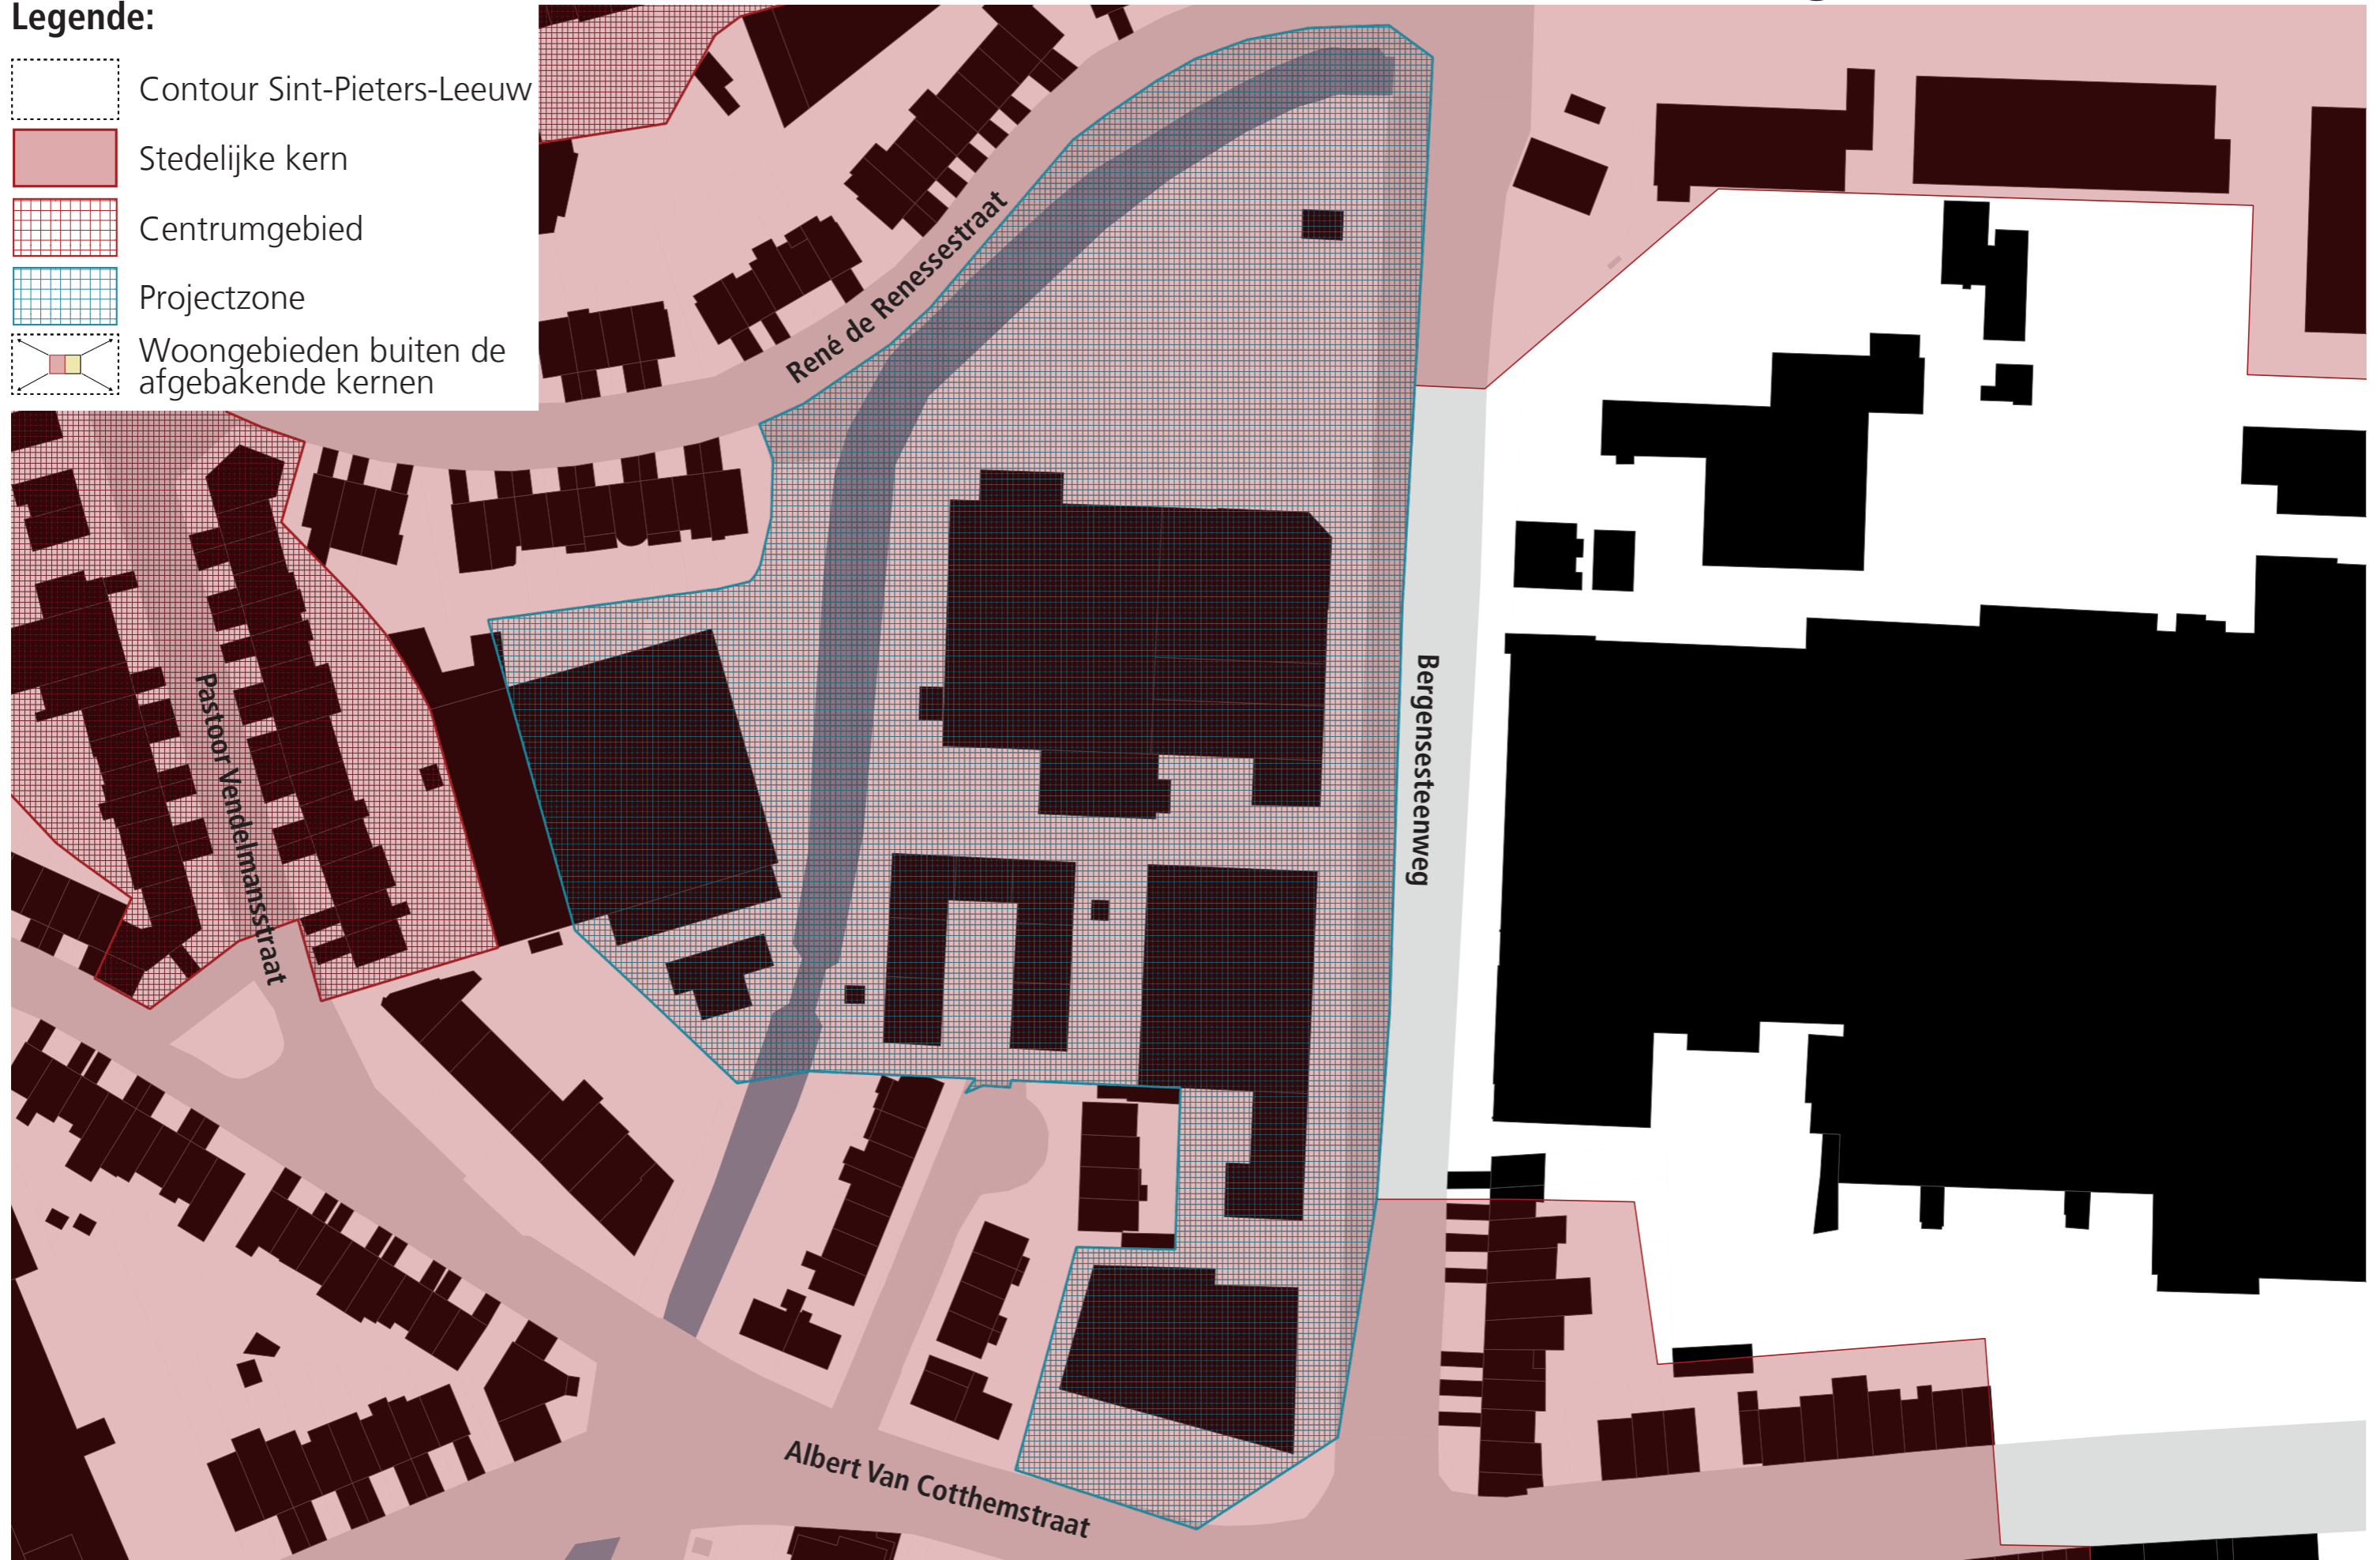 Legende:
Contour Sint-Pieters-Leeuw
Stedelijke kern
Centrumgebied
Projectzone
Woongebieden buiten de
afgebakende kernen
René de Renessestraat
Pastoor Vendelmansstraat
Bergensesteenweg
Albert Van Cotthemstraat